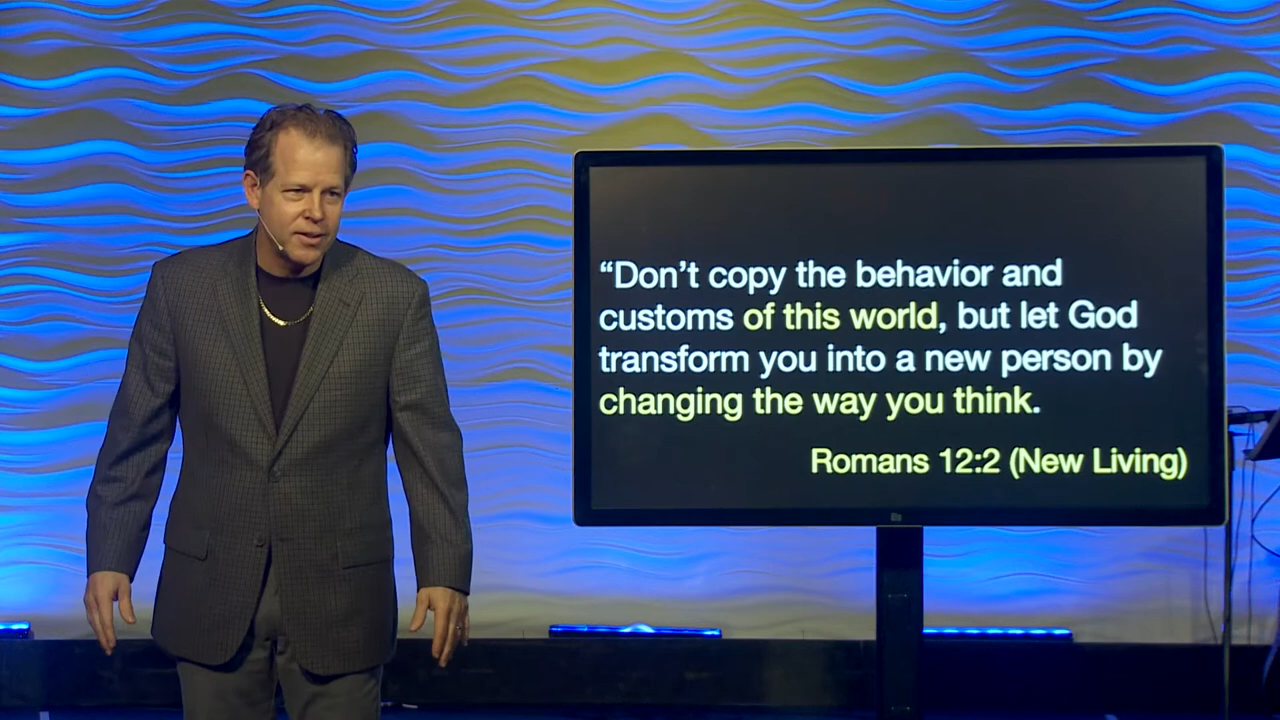 “Don’t copy the behavior and
customs of this world, but let God
transform you into a new person by
changing the way you think.
Romans 12:2 (New Living)